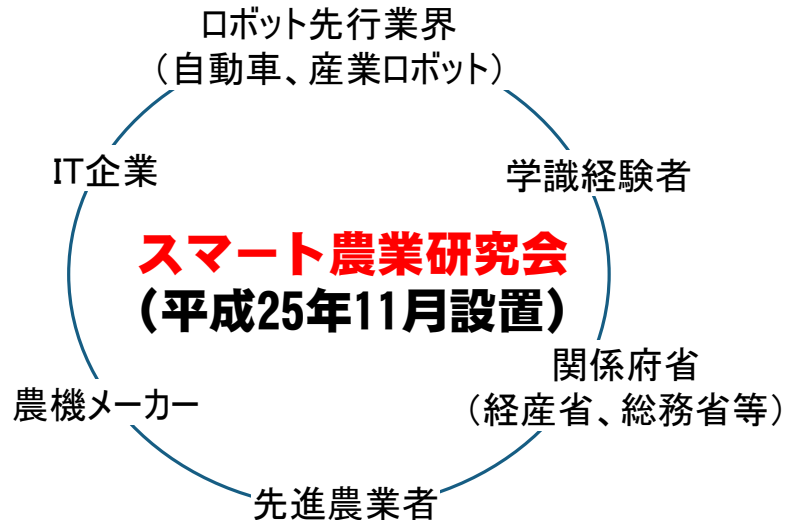 ロボット先行業界
（自動車、産業ロボット）
IT企業
学識経験者
スマート農業研究会
（平成25年11月設置）
関係府省
（経産省、総務省等）
農機メーカー
先進農業者